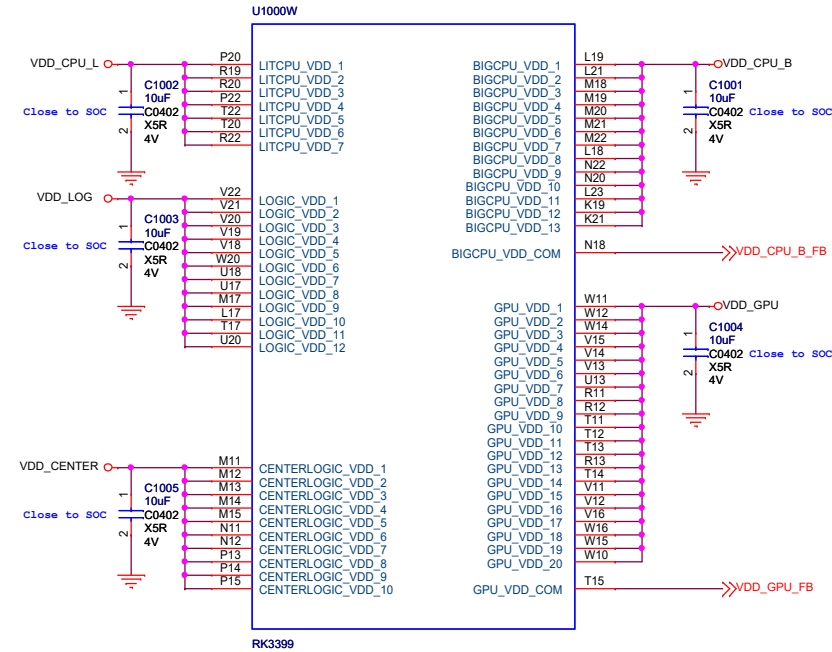 U1000W
VDD_CPU_L
C1002
10uF
C0402
X5R
4V
1
2
Close to SOC
P20 LITCPU_VDD_1
R19 LITCPU_VDD_2
R20 LITCPU_VDD_3
P22 LITCPU_VDD_4
T22 LITCPU_VDD_5
T20 LITCPU_VDD_6
R22 LITCPU_VDD_7
VDD_LOG
C1003
10uF
C0402
X5R
4V
1
2
Close to SOC
V22 LOGIC_VDD_1
V21 LOGIC_VDD_2
V20 LOGIC_VDD_3
V19 LOGIC_VDD_4
V18 LOGIC_VDD_5
W20 LOGIC_VDD_6
U18 LOGIC_VDD_7
U17 LOGIC_VDD_8
M17 LOGIC_VDD_9
L17 LOGIC_VDD_10
T17 LOGIC_VDD_11
U20 LOGIC_VDD_12
VDD_CENTER
C1005
10uF
C0402
X5R
4V
1
2
Close to SOC
M11 CENTERLOGIC_VDD_1
M12 CENTERLOGIC_VDD_2
M13 CENTERLOGIC_VDD_3
M14 CENTERLOGIC_VDD_4
M15 CENTERLOGIC_VDD_5
N11 CENTERLOGIC_VDD_6
N12 CENTERLOGIC_VDD_7
P13 CENTERLOGIC_VDD_8
P14 CENTERLOGIC_VDD_9
P15 CENTERLOGIC_VDD_10
BIGCPU_VDD_1 L19
BIGCPU_VDD_2 L21
BIGCPU_VDD_3 M18
BIGCPU_VDD_4 M19
BIGCPU_VDD_5 M20
BIGCPU_VDD_6 M21
BIGCPU_VDD_7 M22
BIGCPU_VDD_8 L18
BIGCPU_VDD_9 N22
BIGCPU_VDD_10 N20
BIGCPU_VDD_11 L23
BIGCPU_VDD_12 K19
BIGCPU_VDD_13 K21
BIGCPU_VDD_COM N18
VDD_CPU_B
C1001
10uF
C0402
X5R
4V
1
2
Close to SOC
VDD_CPU_B_FB
GPU_VDD_1 W11
GPU_VDD_2 W12
GPU_VDD_3 W14
GPU_VDD_4 V15
GPU_VDD_5 V14
GPU_VDD_6 V13
GPU_VDD_7 U13
GPU_VDD_8 R11
GPU_VDD_9 R12
GPU_VDD_10 T11
GPU_VDD_11 T12
GPU_VDD_12 T13
GPU_VDD_13 R13
GPU_VDD_14 T14
GPU_VDD_15 V11
GPU_VDD_16 V12
GPU_VDD_17 V16
GPU_VDD_18 W16
GPU_VDD_19 W15
GPU_VDD_20 W10
GPU_VDD_COM T15
VDD_GPU
C1004
10uF
C0402
X5R
4V
1
2
Close to SOC
VDD_GPU_FB
RK3399